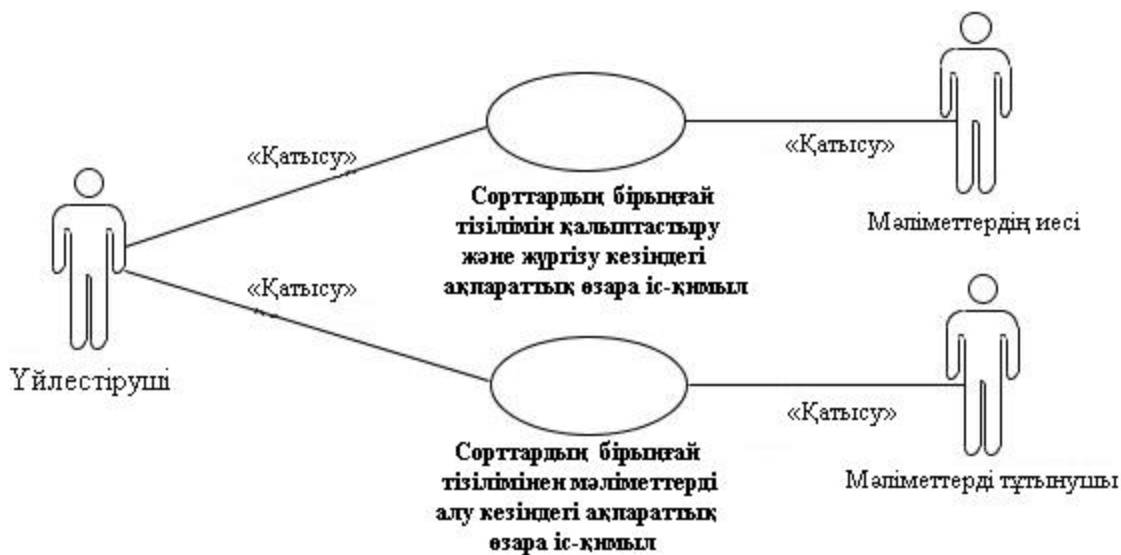 «Қатысу»
«Қатысу»
Сорттардың бірыңғай
тізілімін қалыптастыру
және жүргізу кезіндегі
ақпараттық өзара іс-қимыл
Мәліметтердің иесі
«Қатысу»
Үйлестіруші
«Қатысу»
Сорттардың бірыңғай
тізілімінен мәліметтерді
алу кезіндегі ақпараттық
өзара іс-қимыл
Мәліметтерді тұтынушы